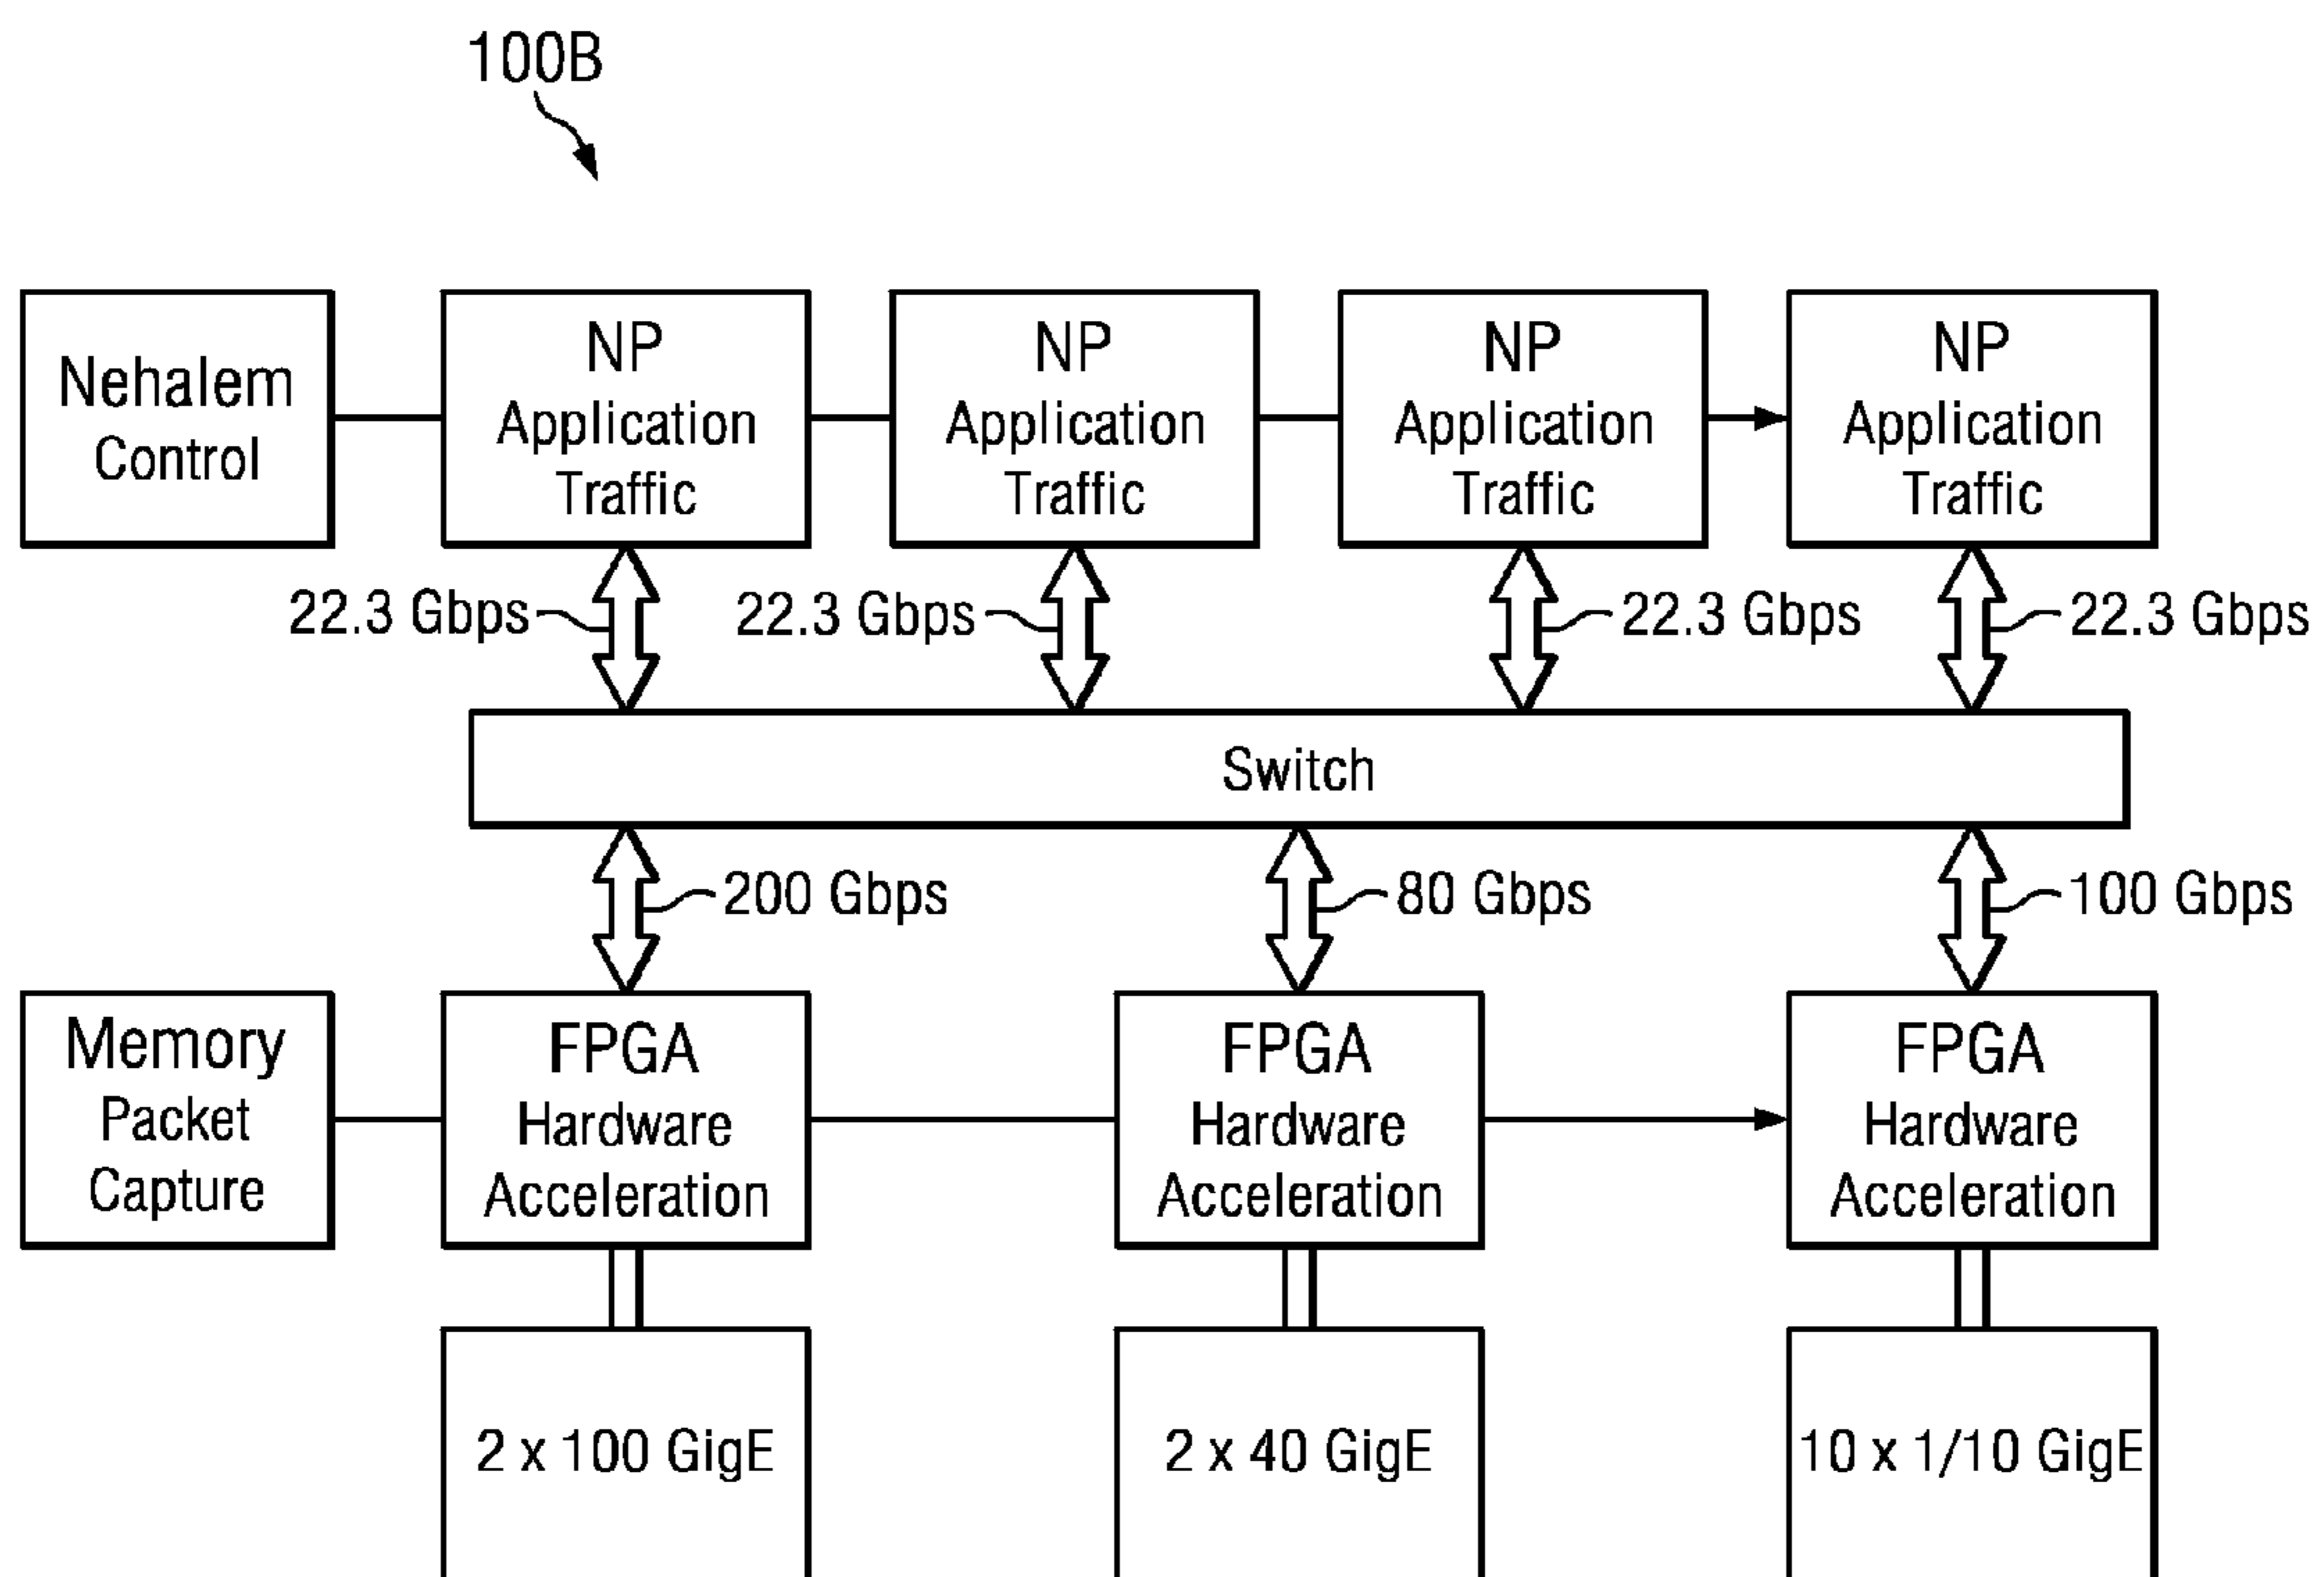 100B
Nehalem
Control
NP
Application
Traffic
NP
Application
Traffic
NP
Application
Traffic
NP
Application
Traffic
22.3 Gbps
22.3 Gbps
22.3 Gbps
22.3 Gbps
Switch
200 Gbps
80 Gbps
100 Gbps
Memory
Packet
Capture
FPGA
Hardware
Acceleration
FPGA
Hardware
Acceleration
FPGA
Hardware
Acceleration
2 x 100 GigE
2 x 40 GigE
10 x 1/10 GigE